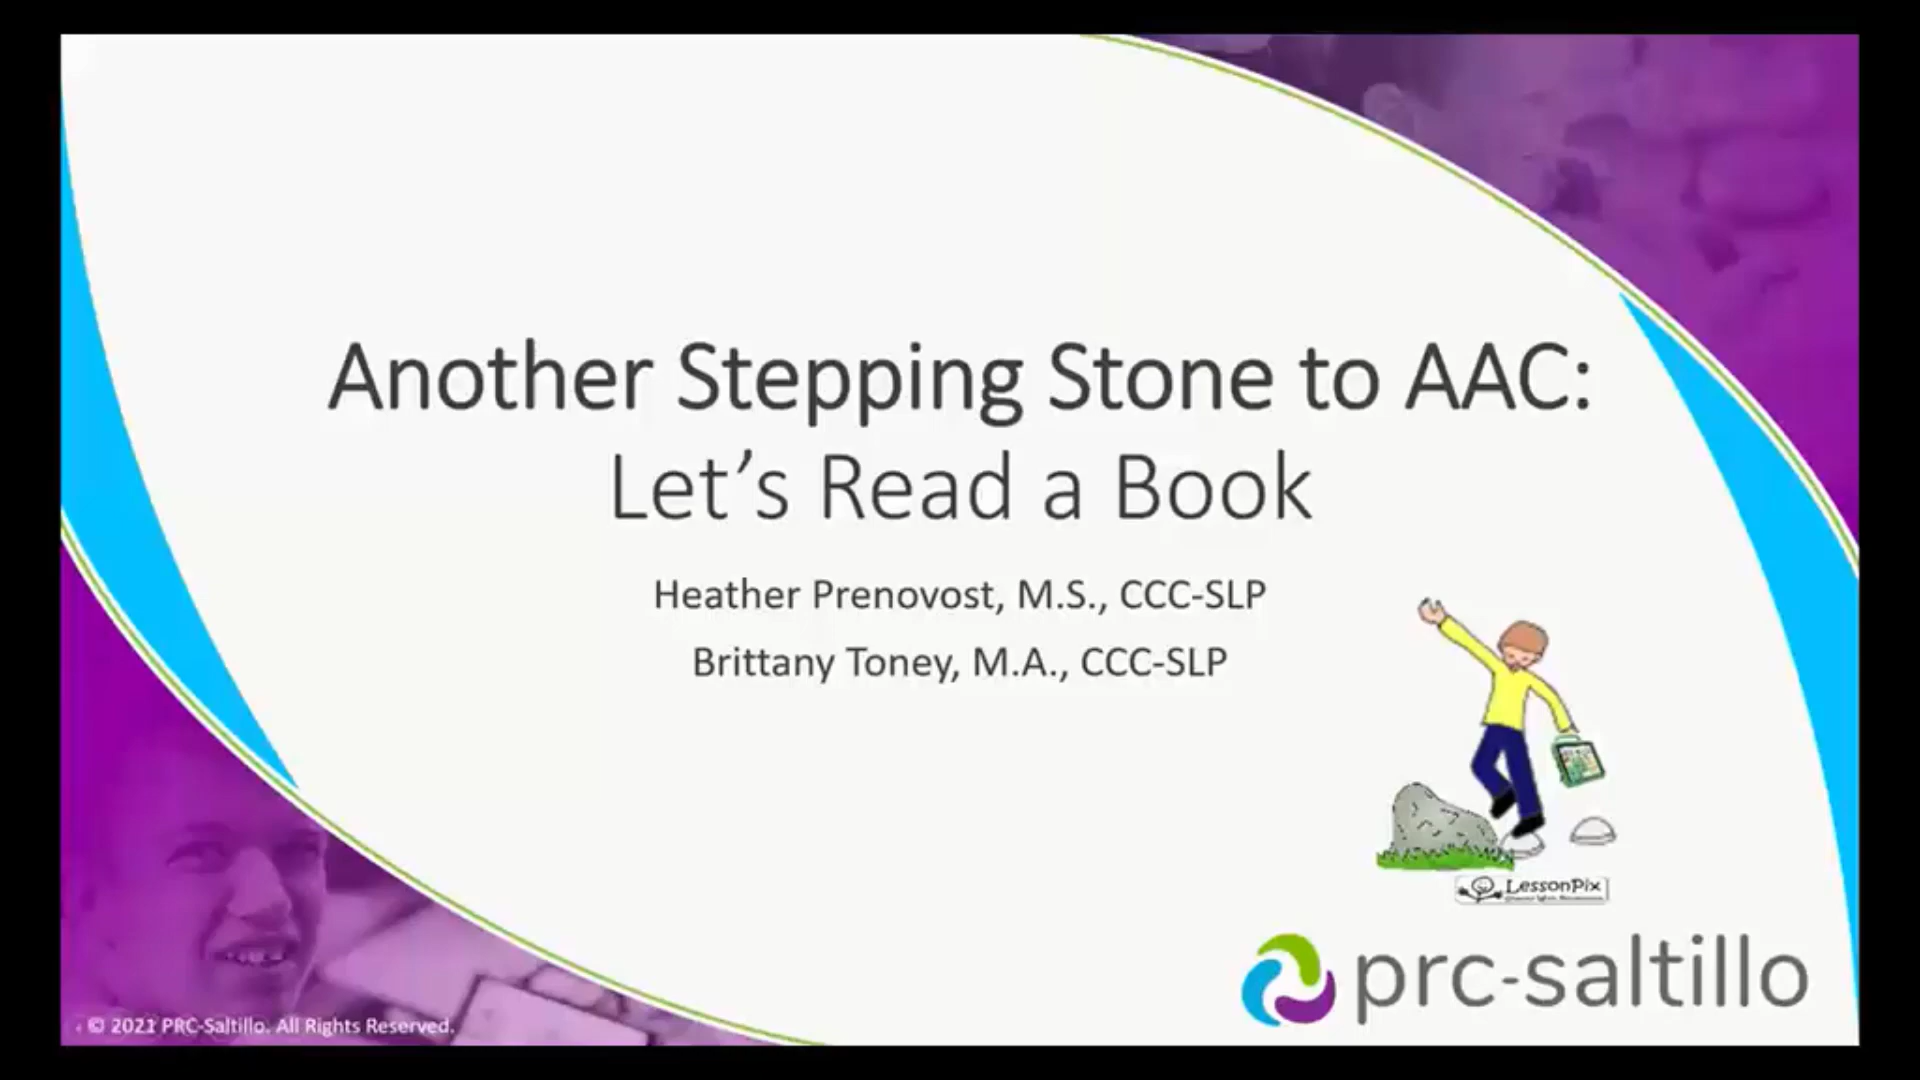 Another Stepping Stone to AAC:
Let's Read a Book
Heather Prenovost, M.S., CCC-SLP
Brittany Toney, M.A., CCC-SLP
LessonPix
prc-saltillo
© 2021 PRC-Saltillo. All Rights Reserved.